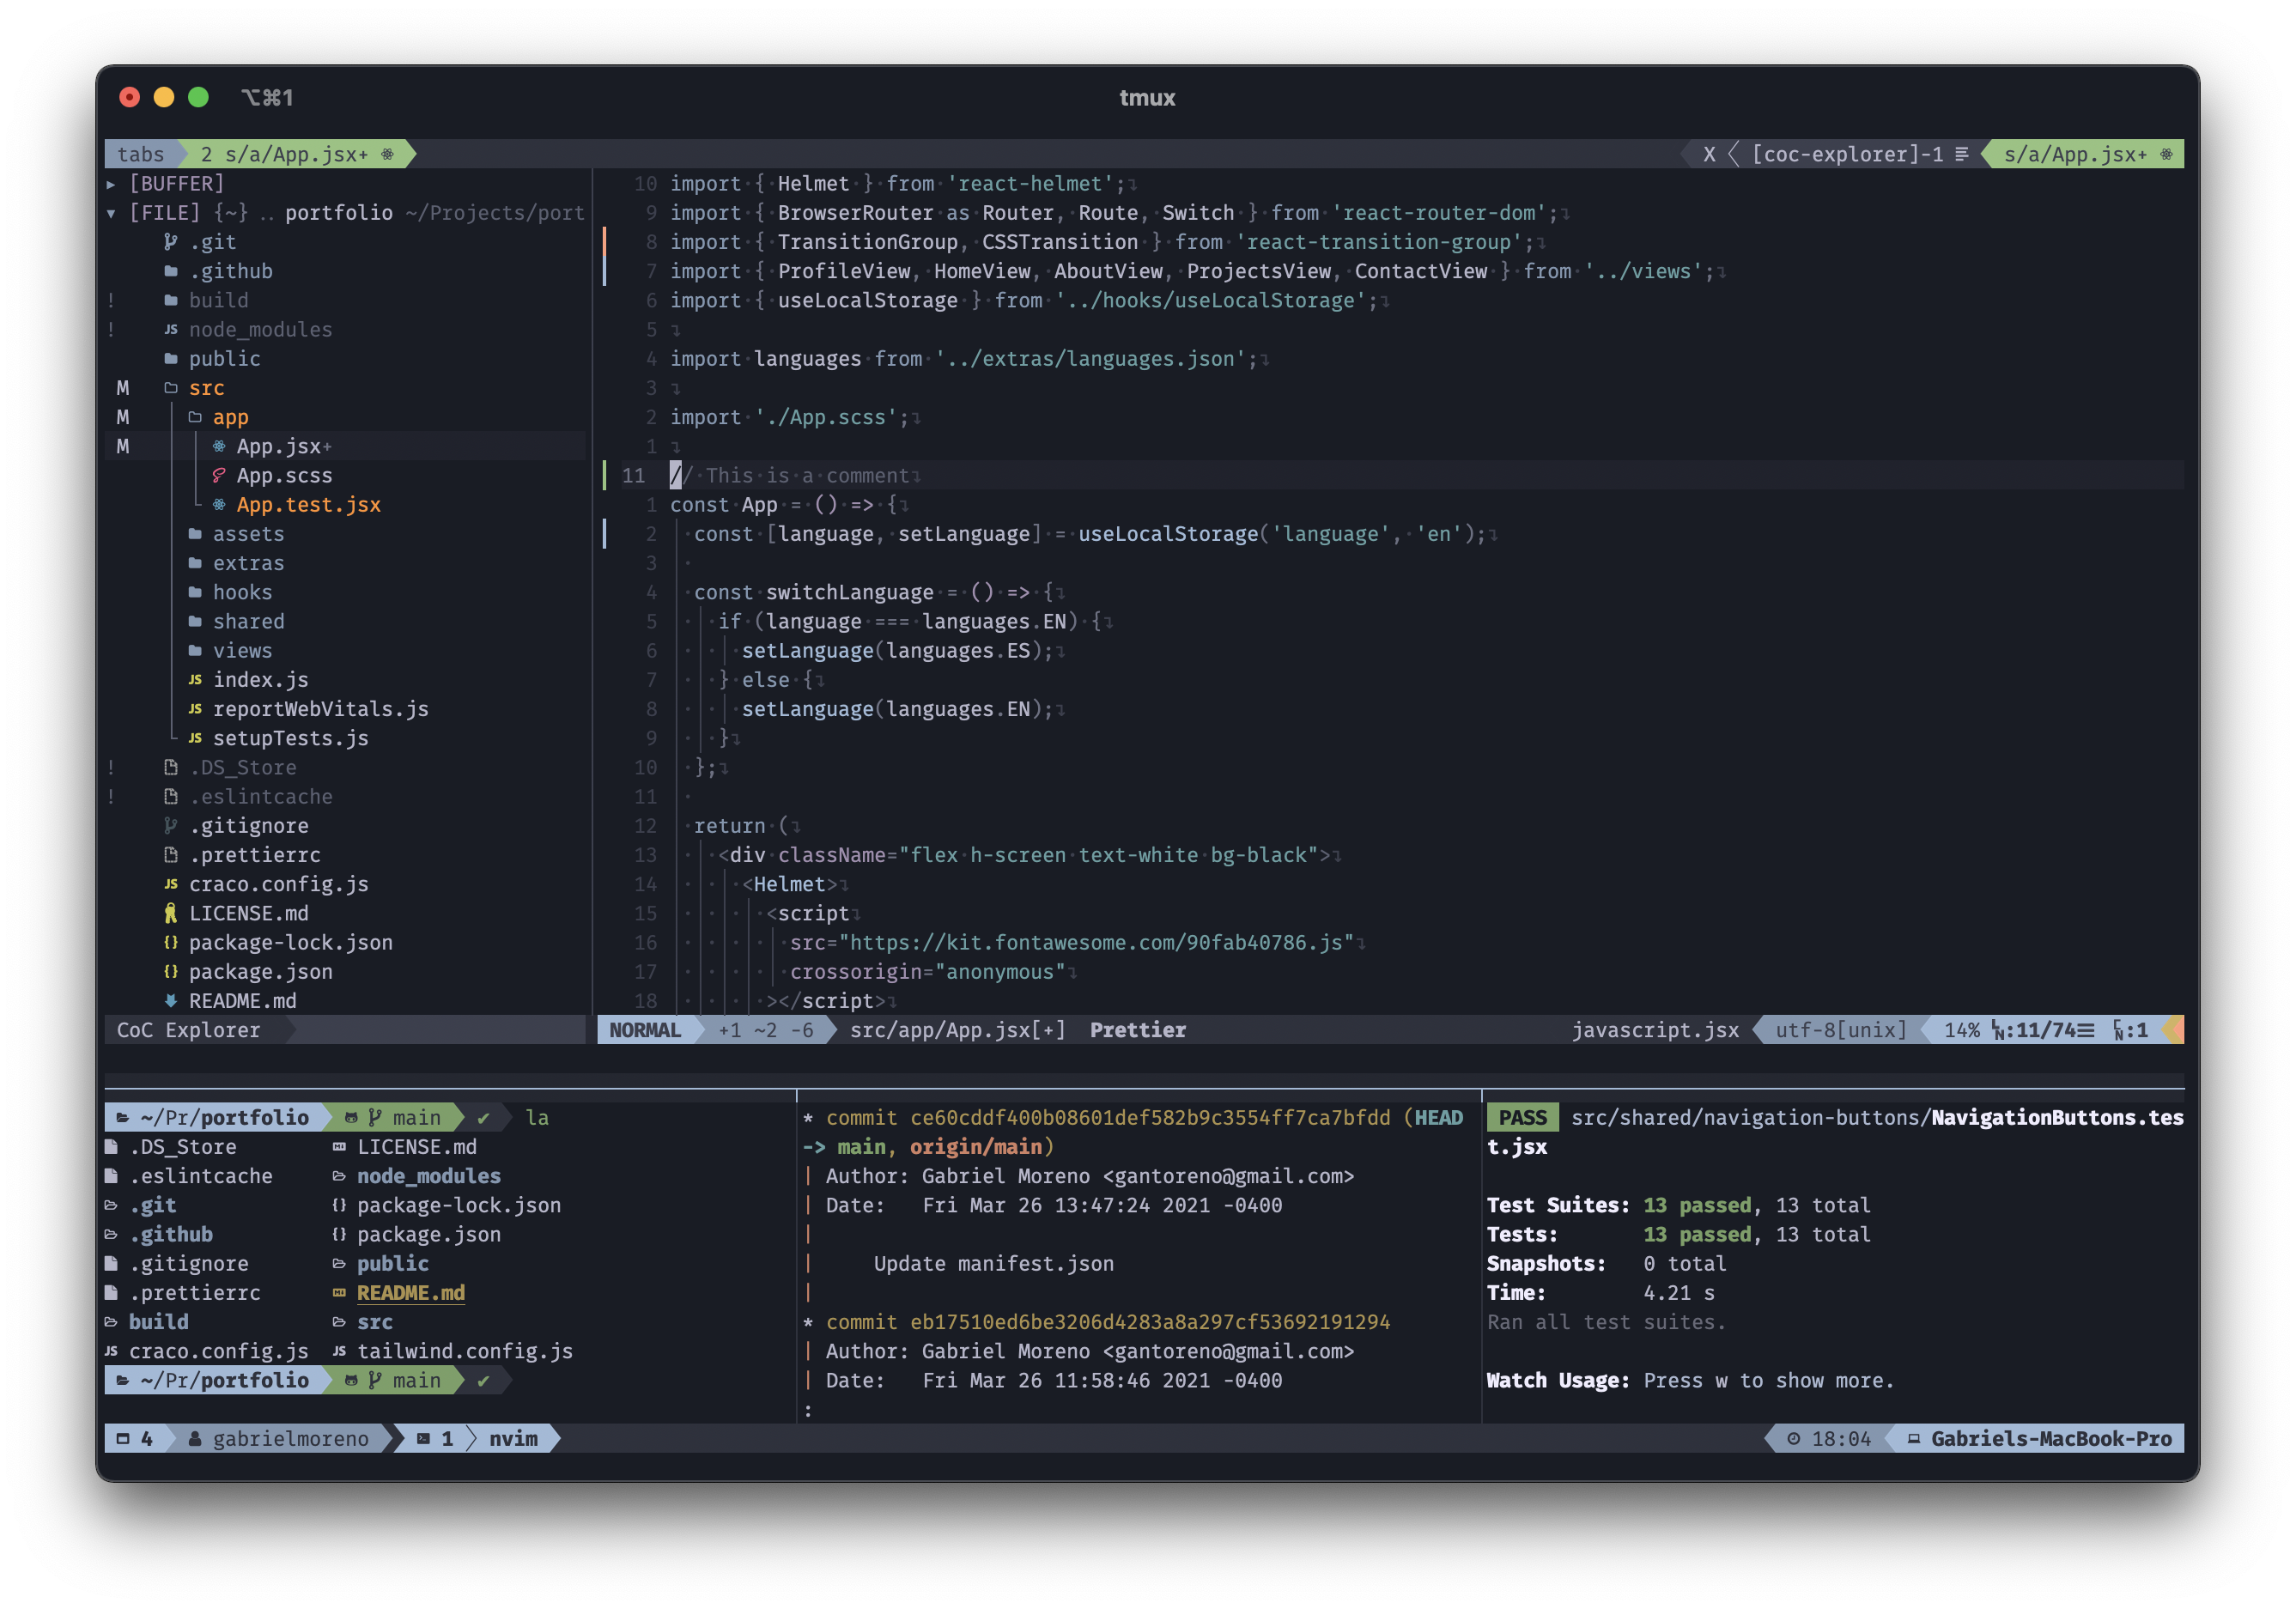 ⌥⌘1 tmux
tabs 2 s/a/App.jsx+ X [coc-explorer]-1 s/a/App.jsx+
[BUFFER]
[FILE] {~} .. portfolio ~/Projects/port
.git
.github
! build
! node_modules
public
M src
M app
M App.jsx+
App.scss
App.test.jsx
assets
extras
hooks
shared
views
JS index.js
JS reportWebVitals.js
JS setupTests.js
! .DS_Store
! .eslintcache
.gitignore
.prettierrc
JS craco.config.js
LICENSE.md
{} package-lock.json
{} package.json
README.md
CoC Explorer
10 import { Helmet } from 'react-helmet';
9 import { BrowserRouter as Router, Route, Switch } from 'react-router-dom';
8 import { TransitionGroup, CSSTransition } from 'react-transition-group';
7 import { ProfileView, HomeView, AboutView, ProjectsView, ContactView } from '../views';
6 import { useLocalStorage } from '../hooks/useLocalStorage';
5
4 import languages from '../extras/languages.json';
3
2 import './App.scss';
1
11 // This is a comment
1 const App = () => {
2 const [language, setLanguage] = useLocalStorage('language', 'en');
3
4 const switchLanguage = () => {
5 if (language === languages.EN) {
6 setLanguage(languages.ES);
7 } else {
8 setLanguage(languages.EN);
9 }
10 };
11
12 return (
13 <div className="flex h-screen text-white bg-black">
14 <Helmet>
15 <script
16 src="https://kit.fontawesome.com/90fab40786.js"
17 crossorigin="anonymous"
18 ></script>
NORMAL +1 ~2 -6 src/app/App.jsx[+] Prettier javascript.jsx utf-8[unix] 14% LN:11/74☰ CN:1
~/Pr/portfolio main ✔ la
.DS_Store LICENSE.md
.eslintcache node_modules
.git {} package-lock.json
.github {} package.json
.gitignore public
.prettierrc README.md
build src
JS craco.config.js JS tailwind.config.js
~/Pr/portfolio main ✔
* commit ce60cddf400b08601def582b9c3554ff7ca7bfdd (HEAD
-> main, origin/main)
| Author: Gabriel Moreno <gantoreno@gmail.com>
| Date: Fri Mar 26 13:47:24 2021 -0400
|
| Update manifest.json
|
* commit eb17510ed6be3206d4283a8a297cf53692191294
| Author: Gabriel Moreno <gantoreno@gmail.com>
| Date: Fri Mar 26 11:58:46 2021 -0400
:
PASS src/shared/navigation-buttons/NavigationButtons.tes
t.jsx
Test Suites: 13 passed, 13 total
Tests: 13 passed, 13 total
Snapshots: 0 total
Time: 4.21 s
Ran all test suites.
Watch Usage: Press w to show more.
4 gabrielmoreno 1 nvim 18:04 Gabriels-MacBook-Pro